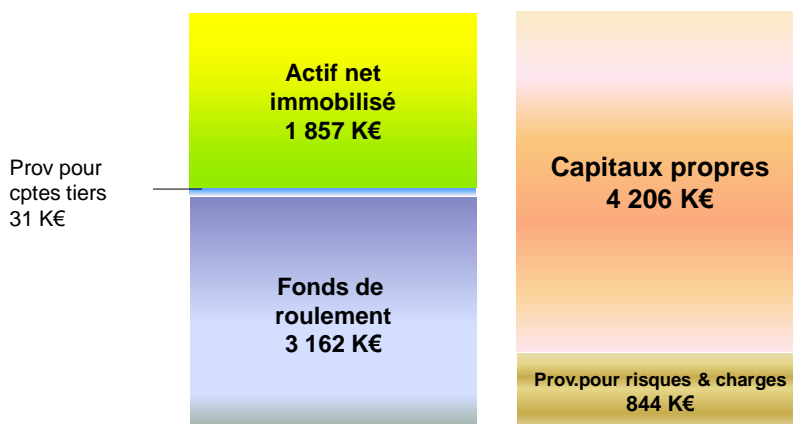 Actif net
immobilisé
1 857 K€
Prov pour
cptes tiers
31 K€
Fonds de
roulement
3 162 K€
Capitaux propres
4 206 K€
Prov.pour risques & charges
844 K€